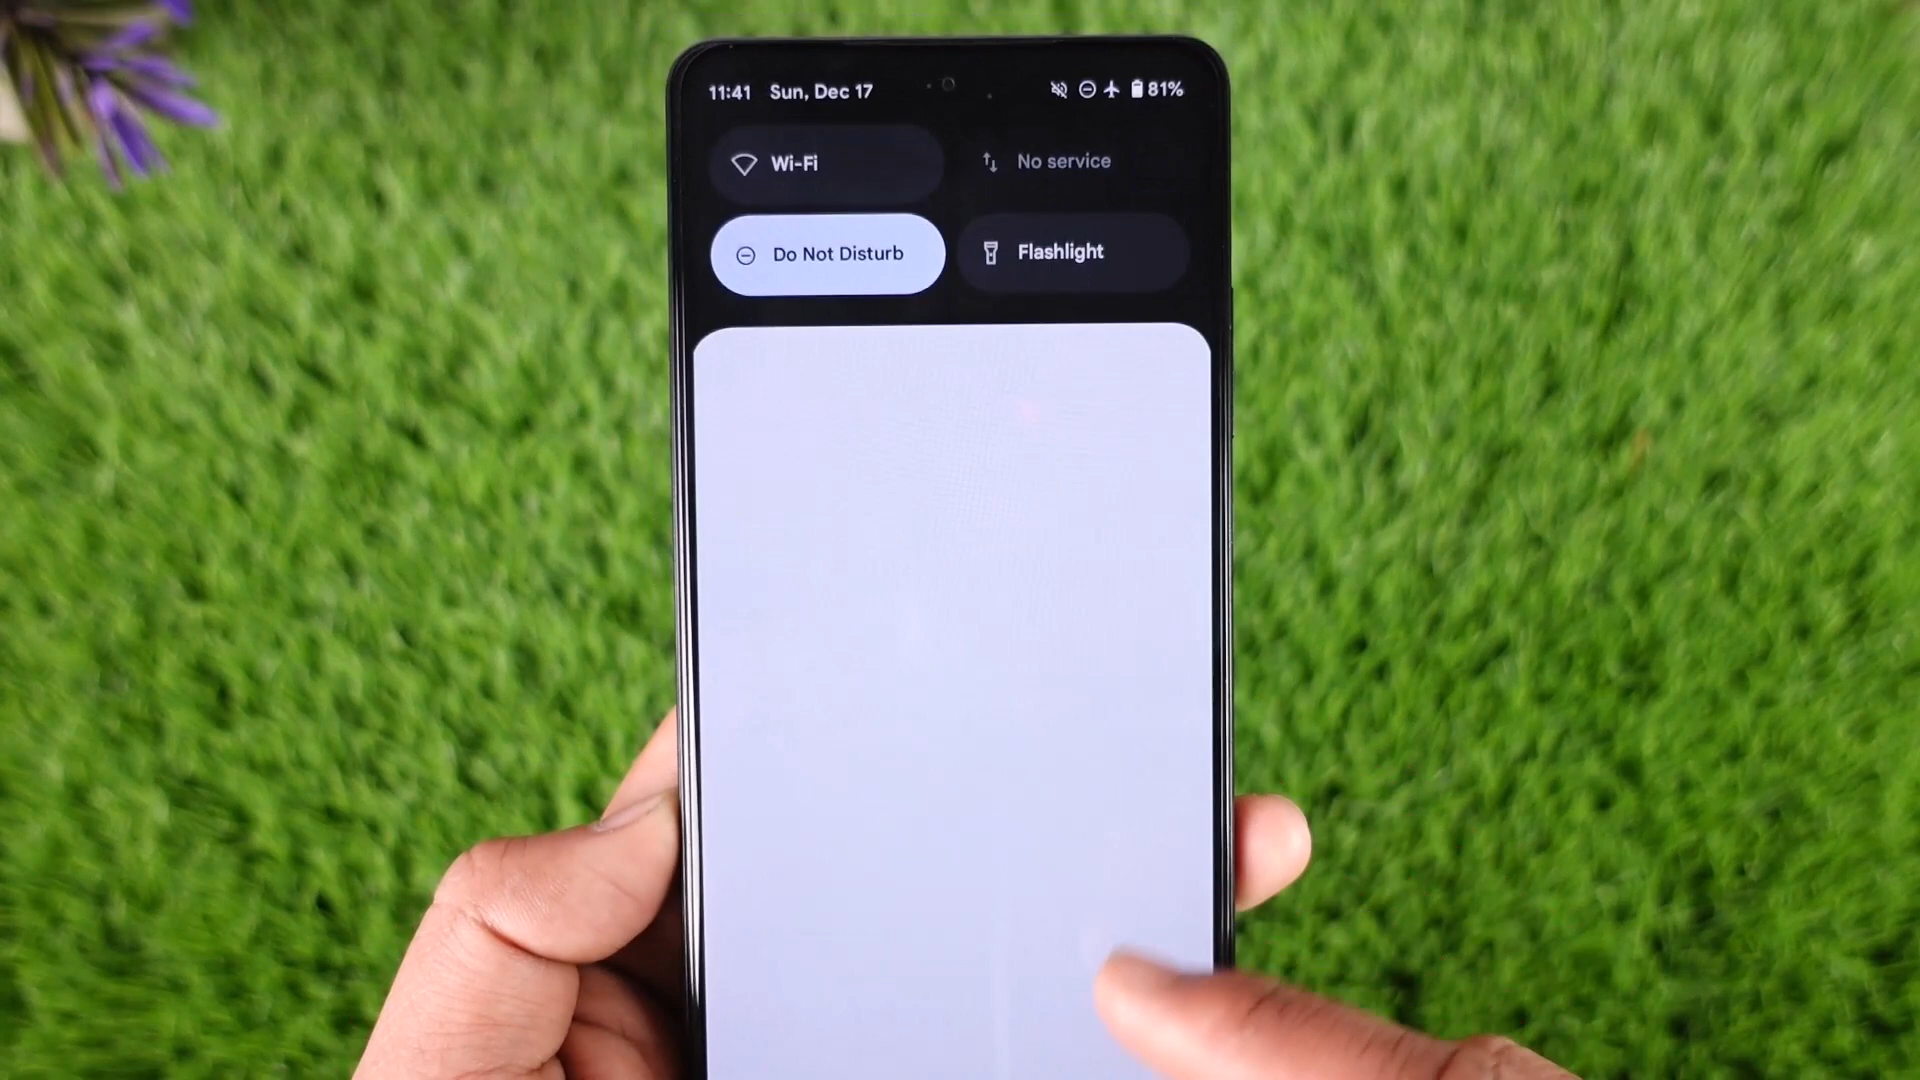 11:41 Sun, Dec 17 81%
Wi-Fi No service
Do Not Disturb Flashlight